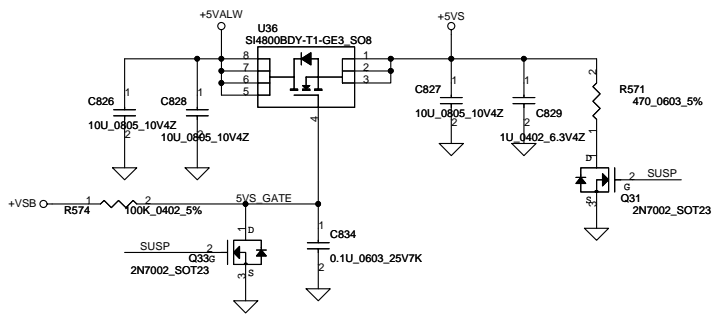 +5VALW
+5VS
U36
SI4800BDY-T1-GE3_SO8
8
7
6
5
1
2
3
4
C826
10U_0805_10V4Z
1
2
C828
10U_0805_10V4Z
1
2
C827
10U_0805_10V4Z
1
2
C829
1U_0402_6.3V4Z
1
2
R571
470_0603_5%
2
1
D
1
SUSP
2
G
S
3
Q31
2N7002_SOT23
+VSB
R574
1
2
100K_0402_5%
5VS_GATE
SUSP
2
G
Q33
2N7002_SOT23
1
D
3
S
C834
0.1U_0603_25V7K
1
2